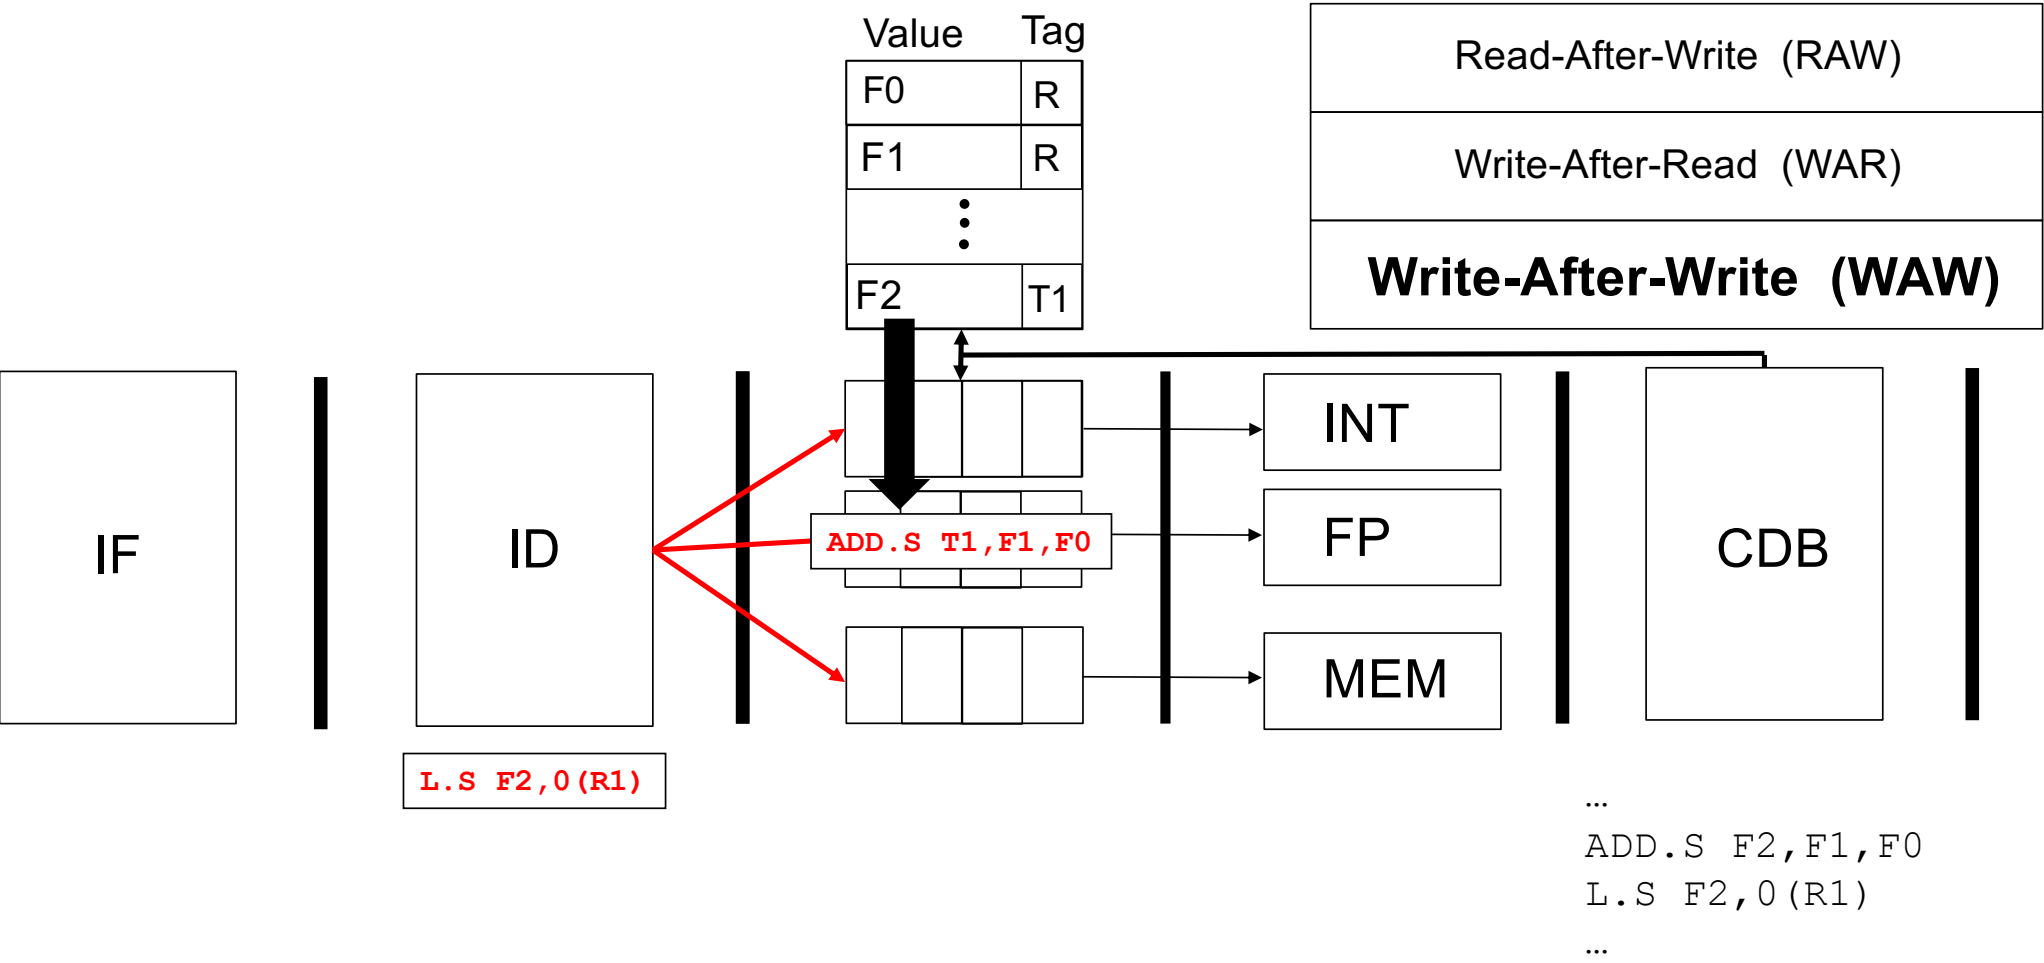 Value Tag
F0 R
F1 R
F2 T1
Read-After-Write (RAW)
Write-After-Read (WAR)
Write-After-Write (WAW)
IF
ID
ADD.S T1,F1,F0
INT
FP
MEM
CDB
L.S F2,0(R1)
…
ADD.S F2,F1,F0
L.S F2,0(R1)
…